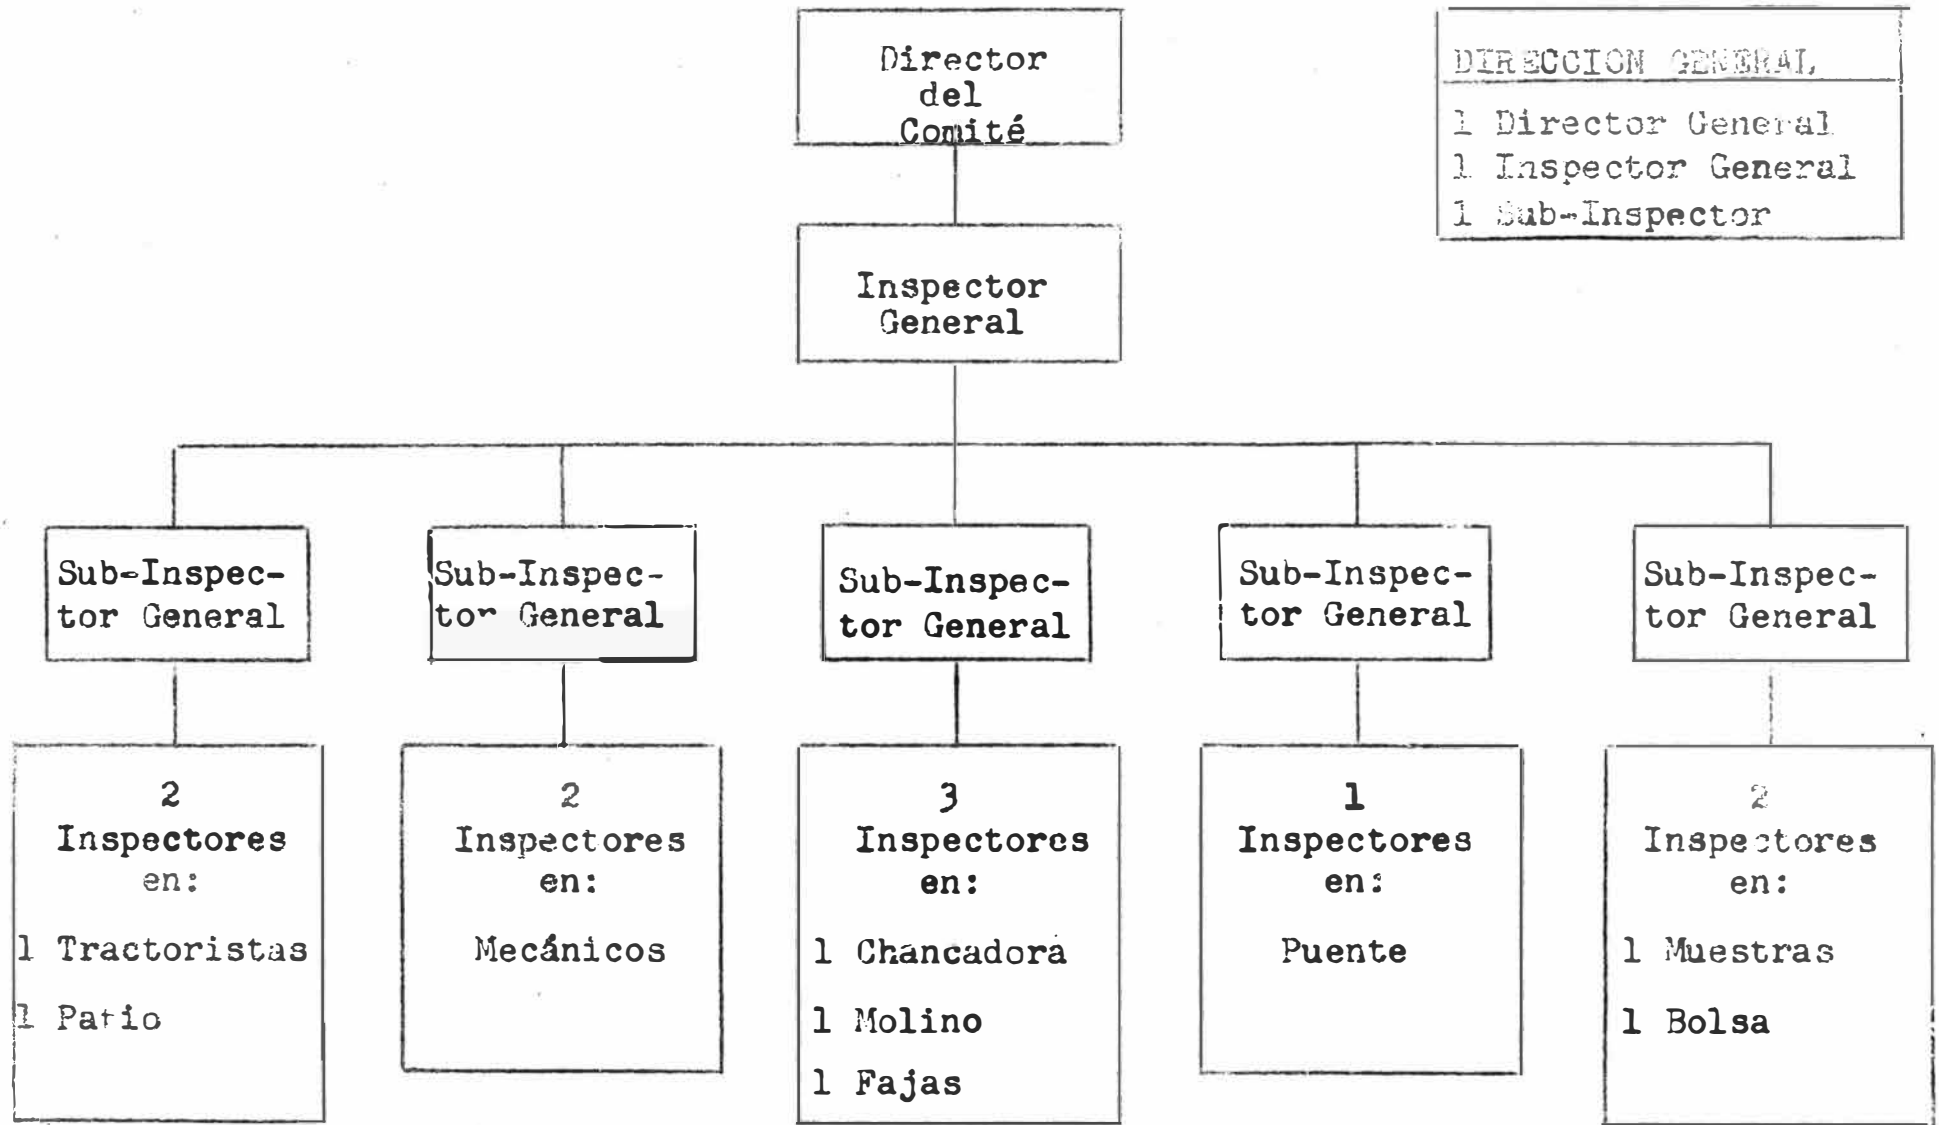 Director
del
Comité
DIRECCION GENERAL
1 Director General
1 Inspector General
1 Sub-Inspector
Inspector
General
Sub-Inspec-
tor General
Sub-Inspec-
tor General
Sub-Inspec-
tor General
Sub-Inspec-
tor General
Sub-Inspec-
tor General
2
Inspectores
en:
1 Tractoristas
1 Patio
2
Inspectores
en:
Mecánicos
3
Inspectores
en:
1 Chancadora
1 Molino
1 Fajas
1
Inspectores
en:
Puente
2
Inspectores
en:
1 Muestras
1 Bolsa